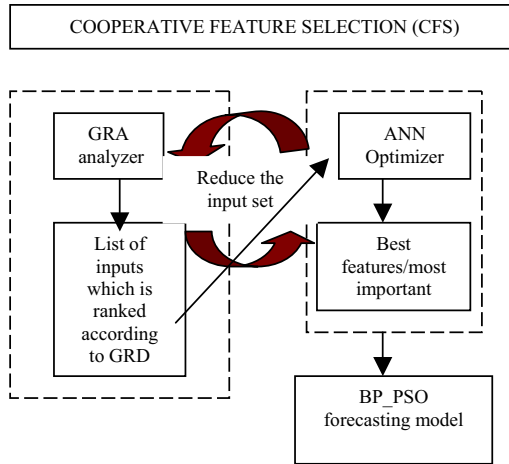 COOPERATIVE FEATURE SELECTION (CFS)
GRA
analyzer
List of
inputs
which is
ranked
according
to GRD
Reduce the
input set
ANN
Optimizer
Best
features/most
important
BP_PSO
forecasting model